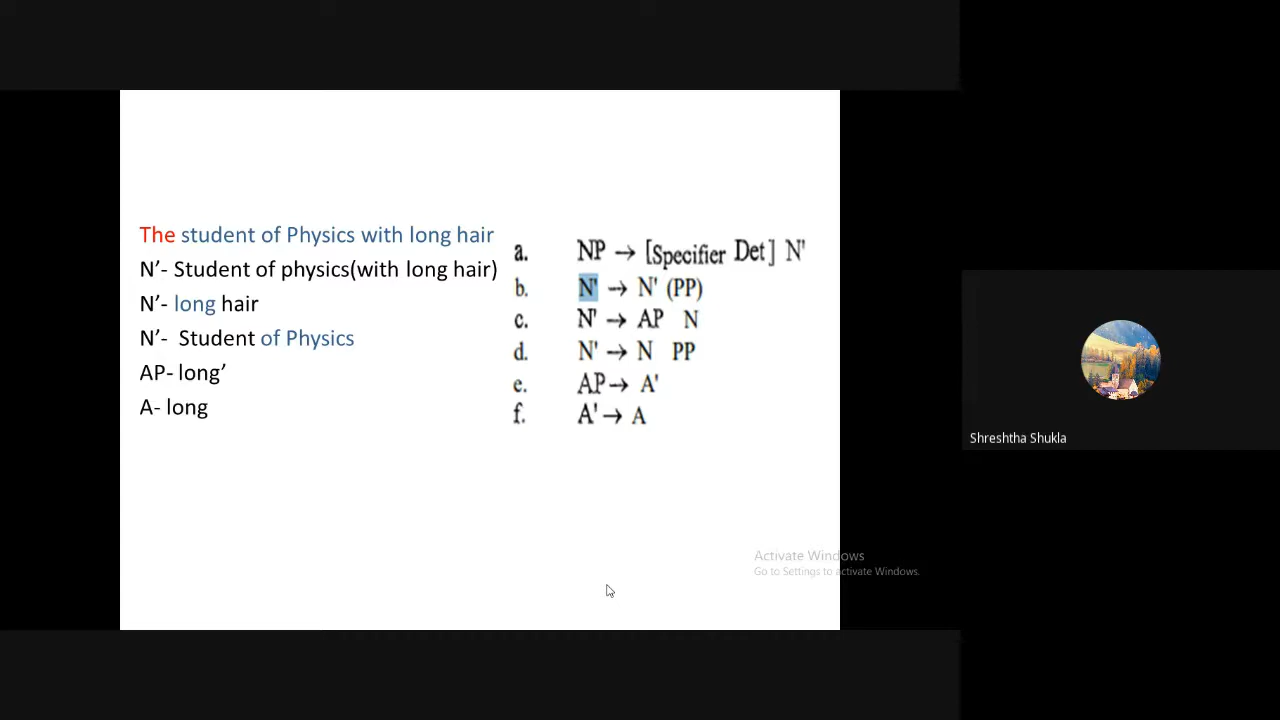 The student of Physics with long hair
N’- Student of physics(with long hair)
N’- long hair
N’-  Student of Physics
AP- long’
A- long
a. NP → [Specifier Det] N'
b. N' → N' (PP)
c. N' → AP N
d. N' → N PP
e. AP → A'
f. A' → A
Shreshtha Shukla
Activate Windows
Go to Settings to activate Windows.